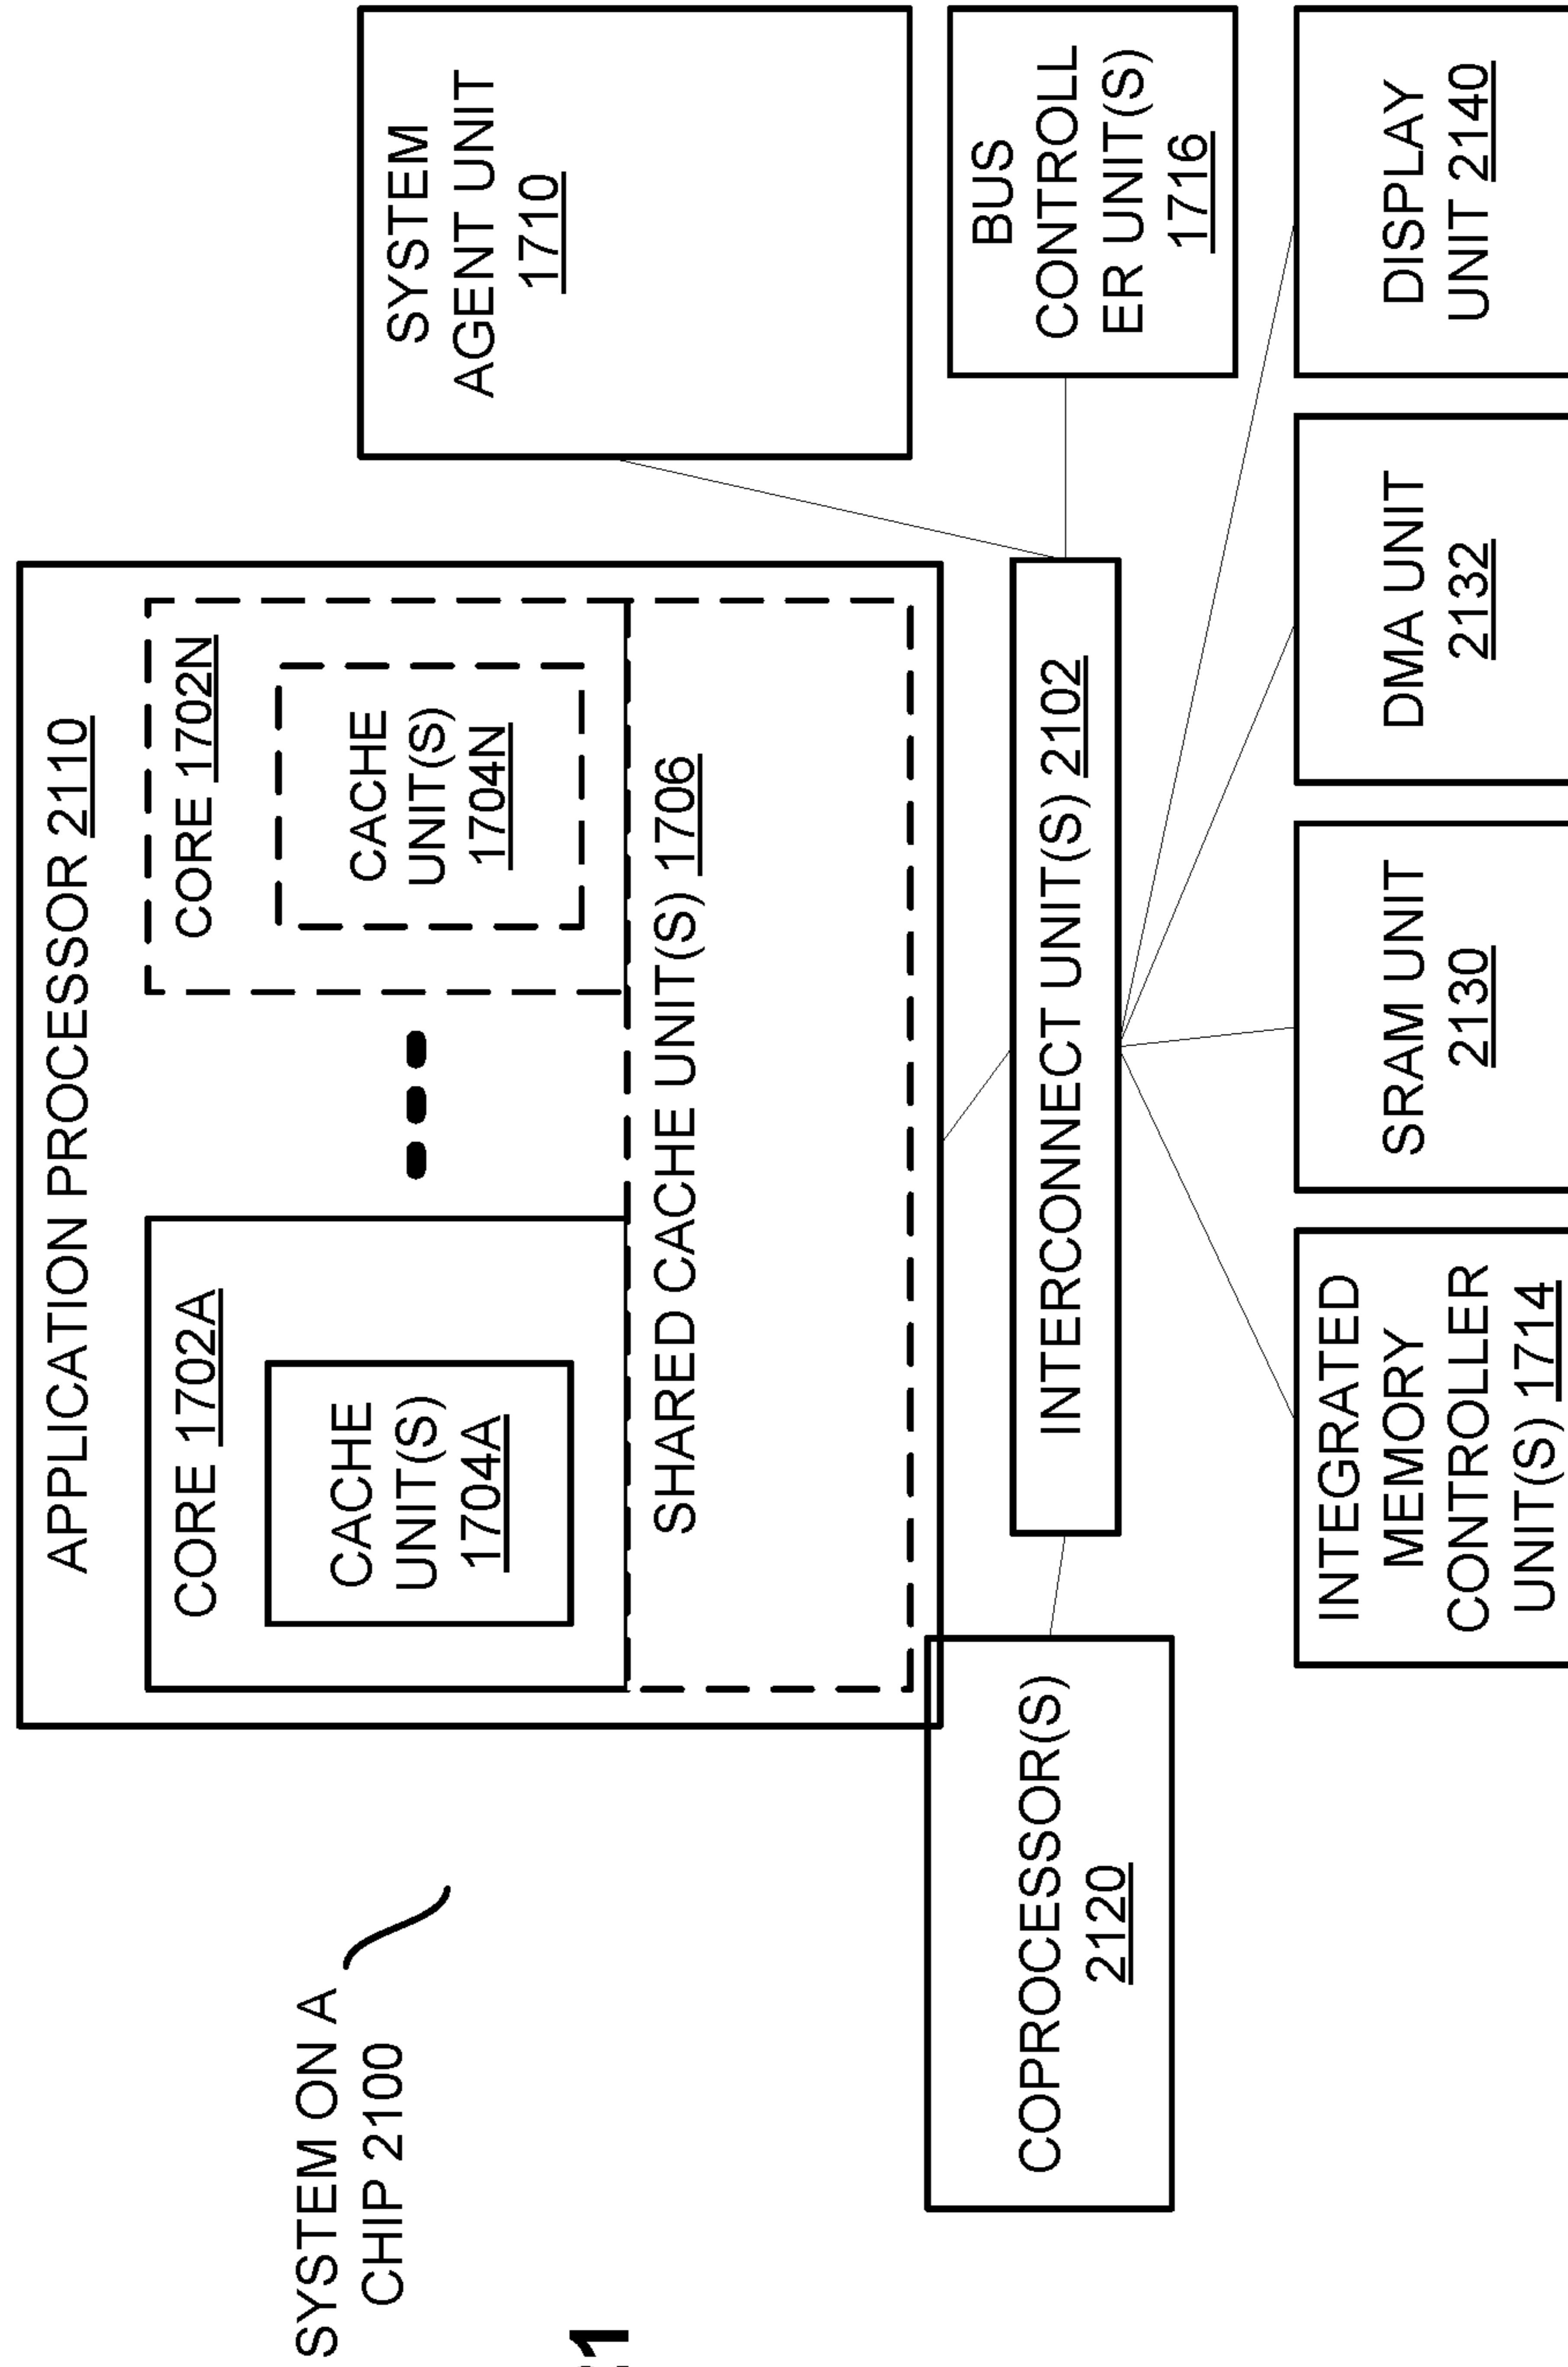 SYSTEM ON A
CHIP 2100
APPLICATION PROCESSOR 2110
CORE 1702A
CACHE
UNIT(S)
1704A
CORE 1702N
CACHE
UNIT(S)
1704N
SHARED CACHE UNIT(S) 1706
SYSTEM
AGENT UNIT
1710
COPROCESSOR(S)
2120
INTERCONNECT UNIT(S) 2102
BUS
CONTROLL
ER UNIT(S)
1716
INTEGRATED
MEMORY
CONTROLLER
UNIT(S) 1714
SRAM UNIT
2130
DMA UNIT
2132
DISPLAY
UNIT 2140